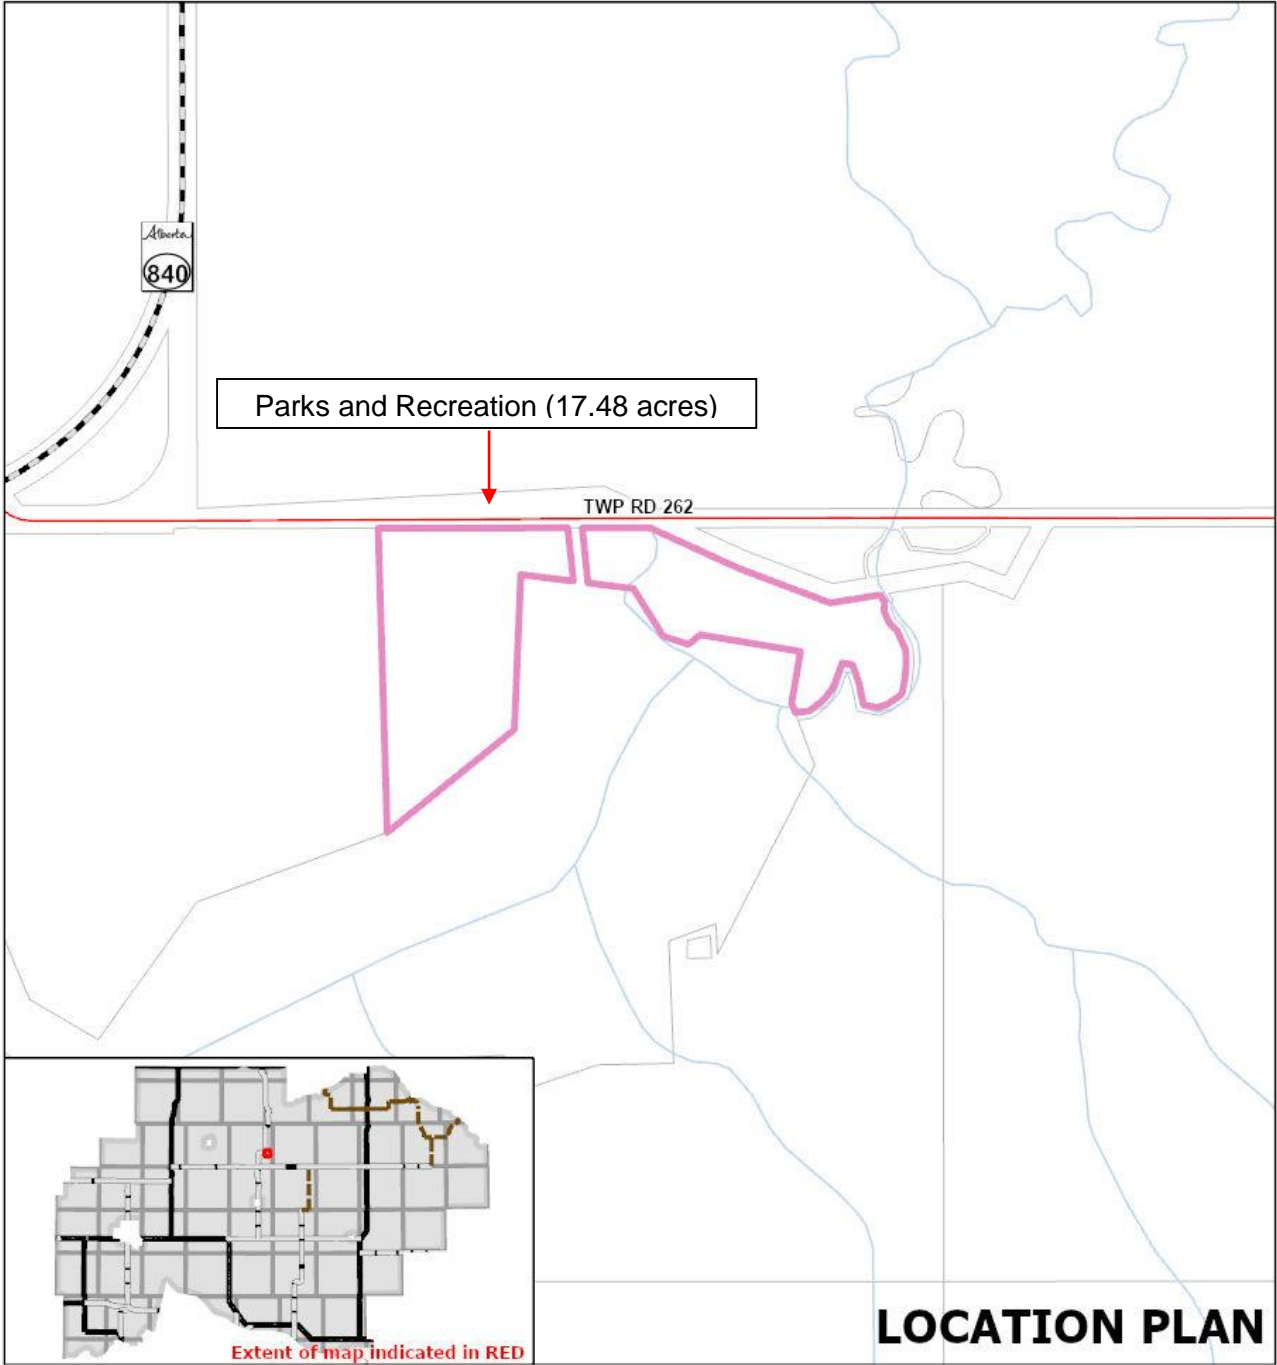 Alberta
840
Parks and Recreation (17.48 acres)
TWP RD 262
Extent of map indicated in RED
LOCATION PLAN